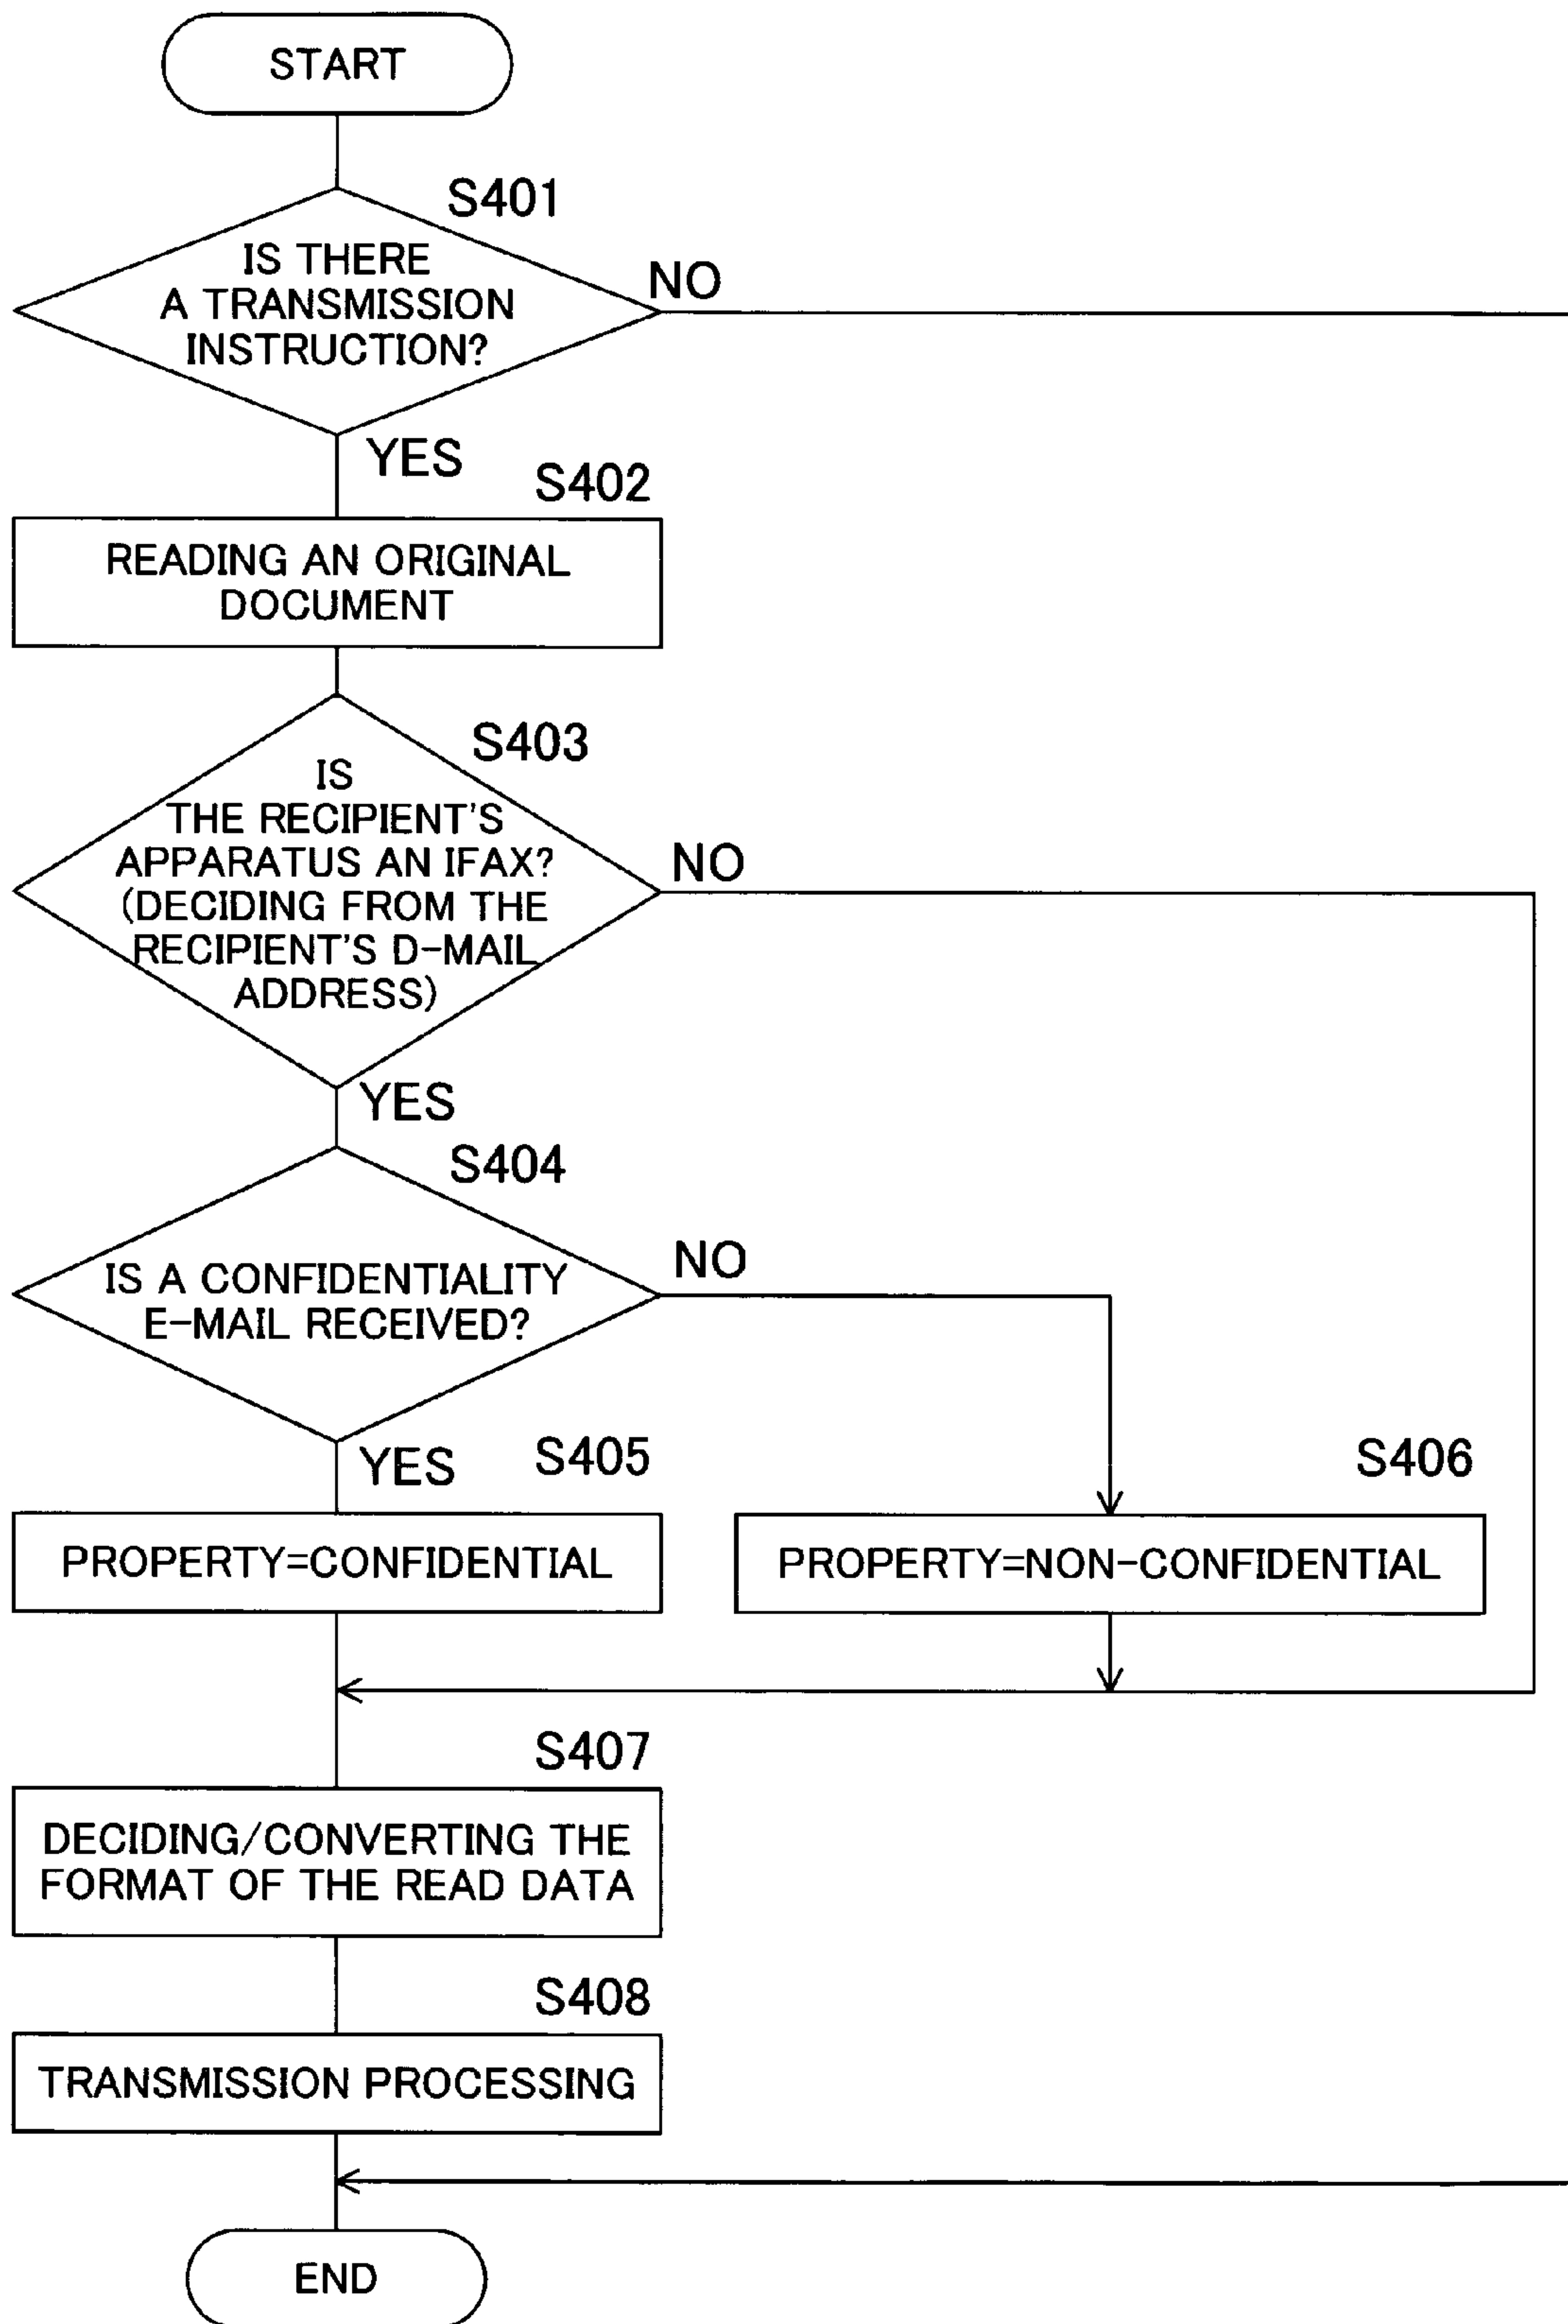 START
S401
IS THERE
A TRANSMISSION
INSTRUCTION?
NO
YES
S402
READING AN ORIGINAL
DOCUMENT
S403
IS
THE RECIPIENT'S
APPARATUS AN IFAX?
(DECIDING FROM THE
RECIPIENT'S D-MAIL
ADDRESS)
NO
YES
S404
IS A CONFIDENTIALITY
E-MAIL RECEIVED?
NO
YES
S405
PROPERTY=CONFIDENTIAL
S406
PROPERTY=NON-CONFIDENTIAL
S407
DECIDING/CONVERTING THE
FORMAT OF THE READ DATA
S408
TRANSMISSION PROCESSING
END